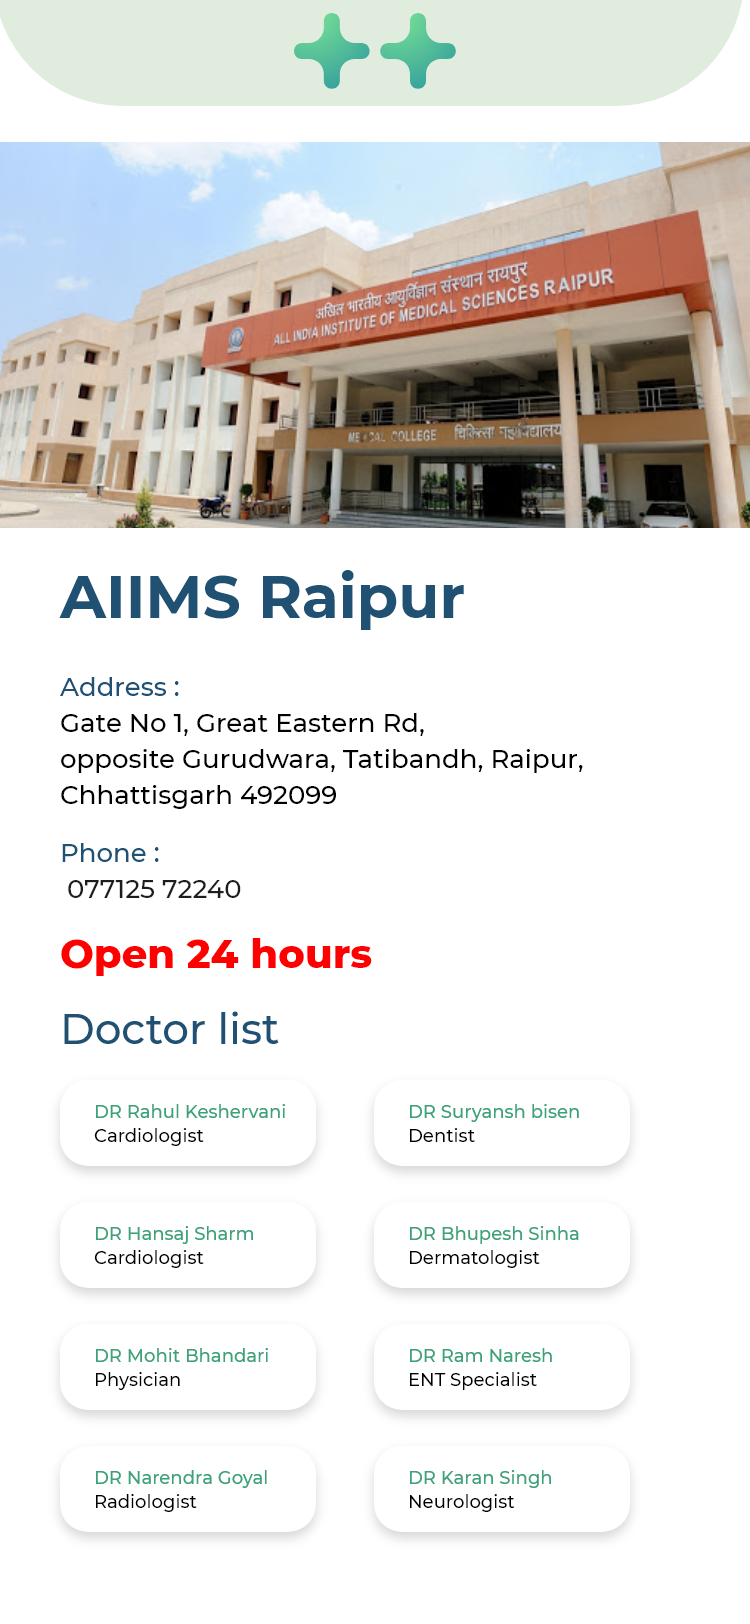 अखिल भारतीय आयुर्विज्ञान संस्थान रायपुर
ALL INDIA INSTITUTE OF MEDICAL SCIENCES RAIPUR
MEDICAL COLLEGE चिकित्सा महाविद्यालय
AIIMS Raipur
Address :
Gate No 1, Great Eastern Rd,
opposite Gurudwara, Tatibandh, Raipur,
Chhattisgarh 492099
Phone :
077125 72240
Open 24 hours
Doctor list
DR Rahul Keshervani
Cardiologist
DR Suryansh bisen
Dentist
DR Hansaj Sharm
Cardiologist
DR Bhupesh Sinha
Dermatologist
DR Mohit Bhandari
Physician
DR Ram Naresh
ENT Specialist
DR Narendra Goyal
Radiologist
DR Karan Singh
Neurologist